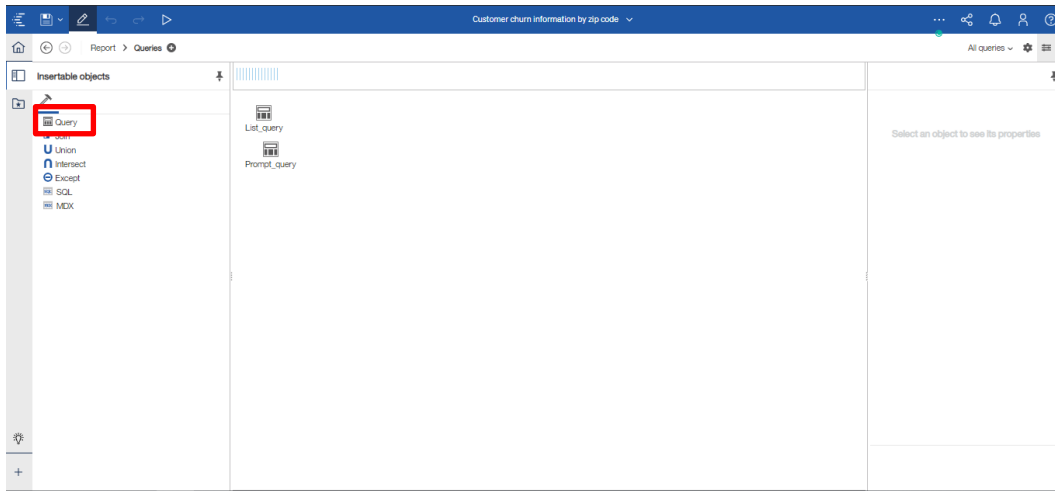 Customer churn information by zip code
Report > Queries
All queries
Insertable objects
Query
Join
Union
Intersect
Except
SQL
MDX
List_query
Prompt_query
Select an object to see its properties